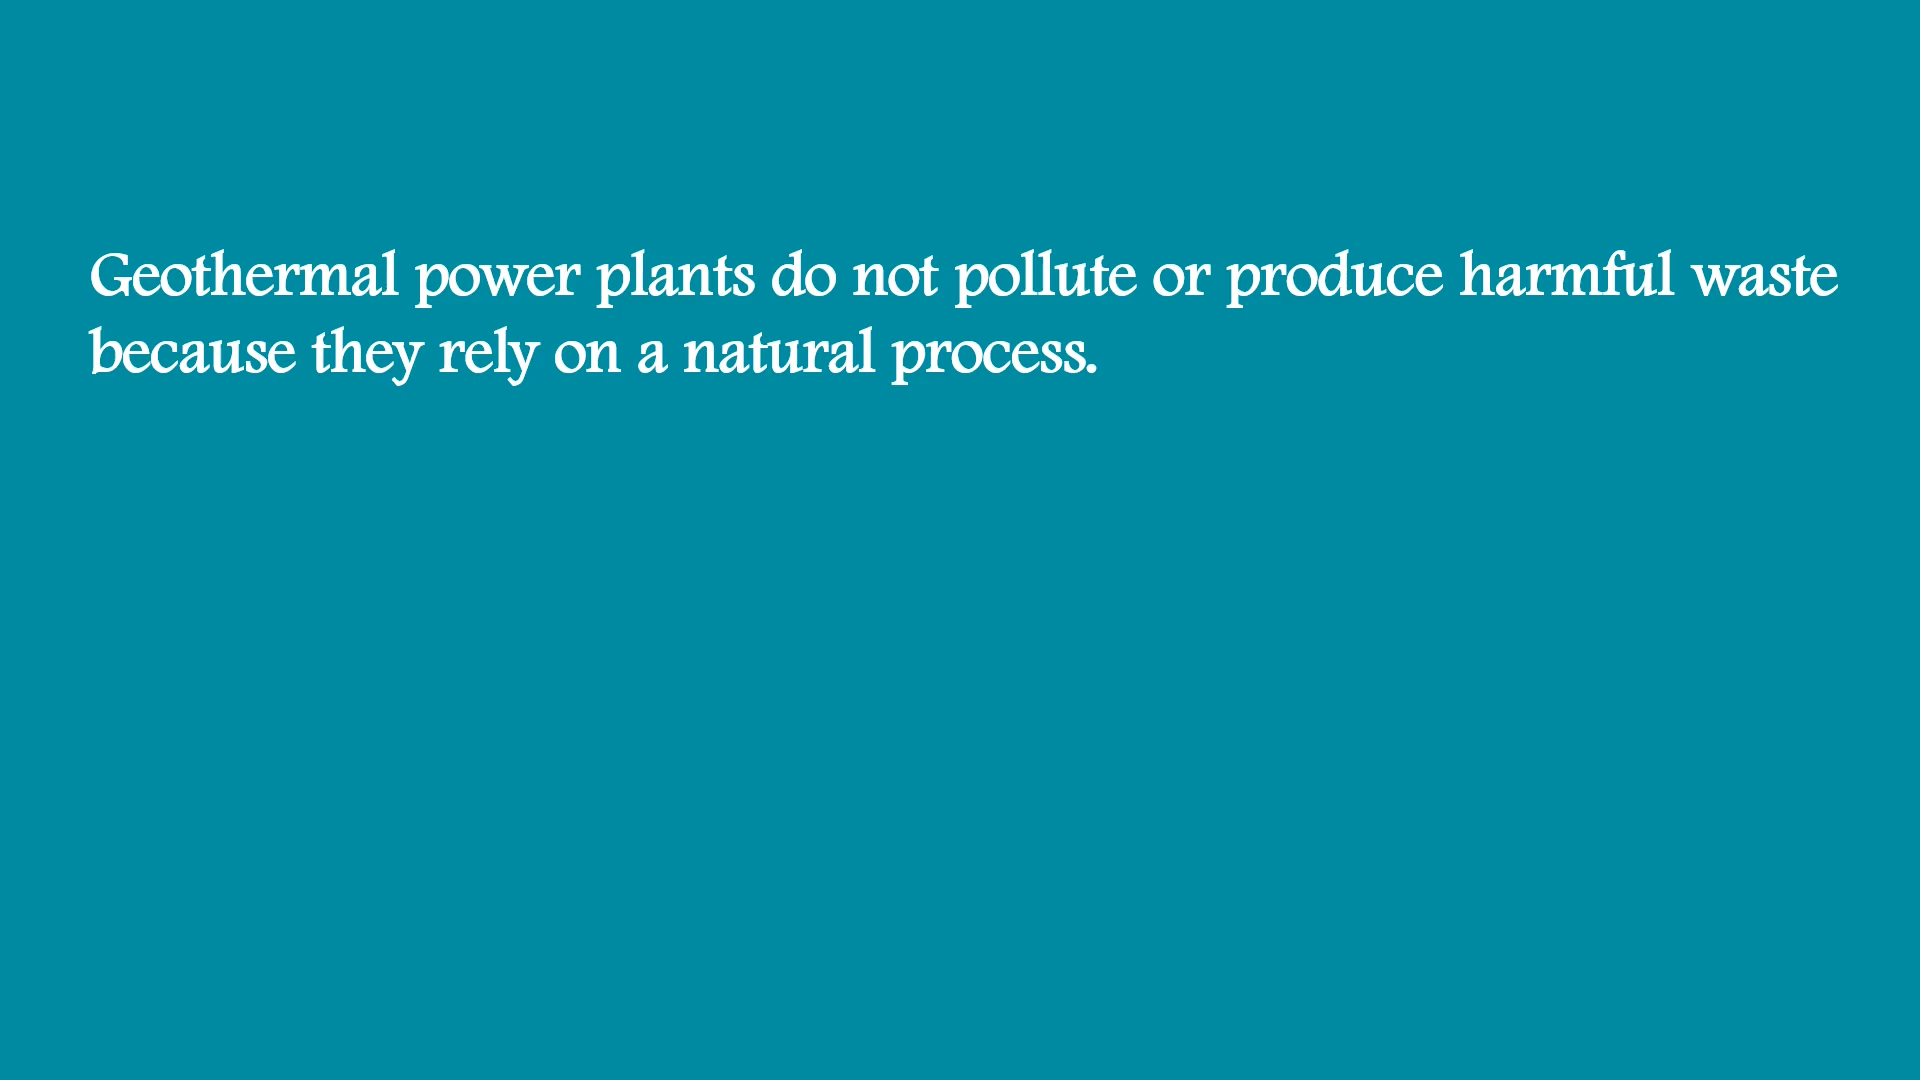 Geothermal power plants do not pollute or produce harmful waste
because they rely on a natural process.